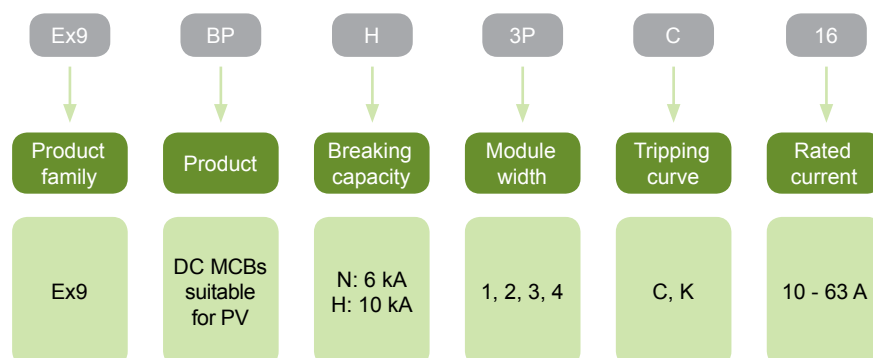 Ex9 BP H 3P C 16
Product family
Product
Breaking capacity
Module width
Tripping curve
Rated current
Ex9
DC MCBs
suitable
for PV
N: 6 kA
H: 10 kA
1, 2, 3, 4
C, K
10 - 63 A